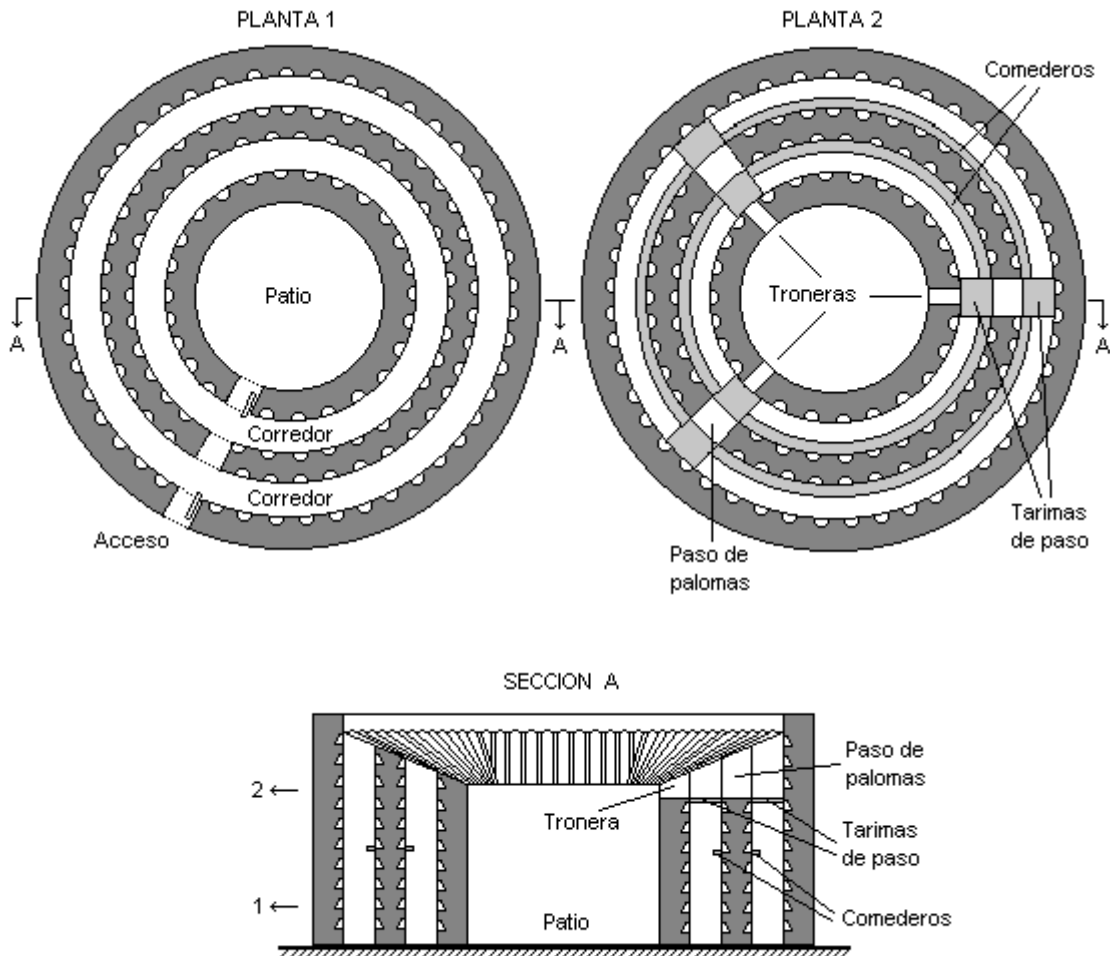 PLANTA 1
PLANTA 2
Comederos
Patio
Troneras
A
A
A
Corredor
Corredor
Acceso
Paso de
palomas
Tarimas
de paso
SECCION A
Paso de
palomas
2
Tronera
Tarimas
de paso
1
Patio
Comederos